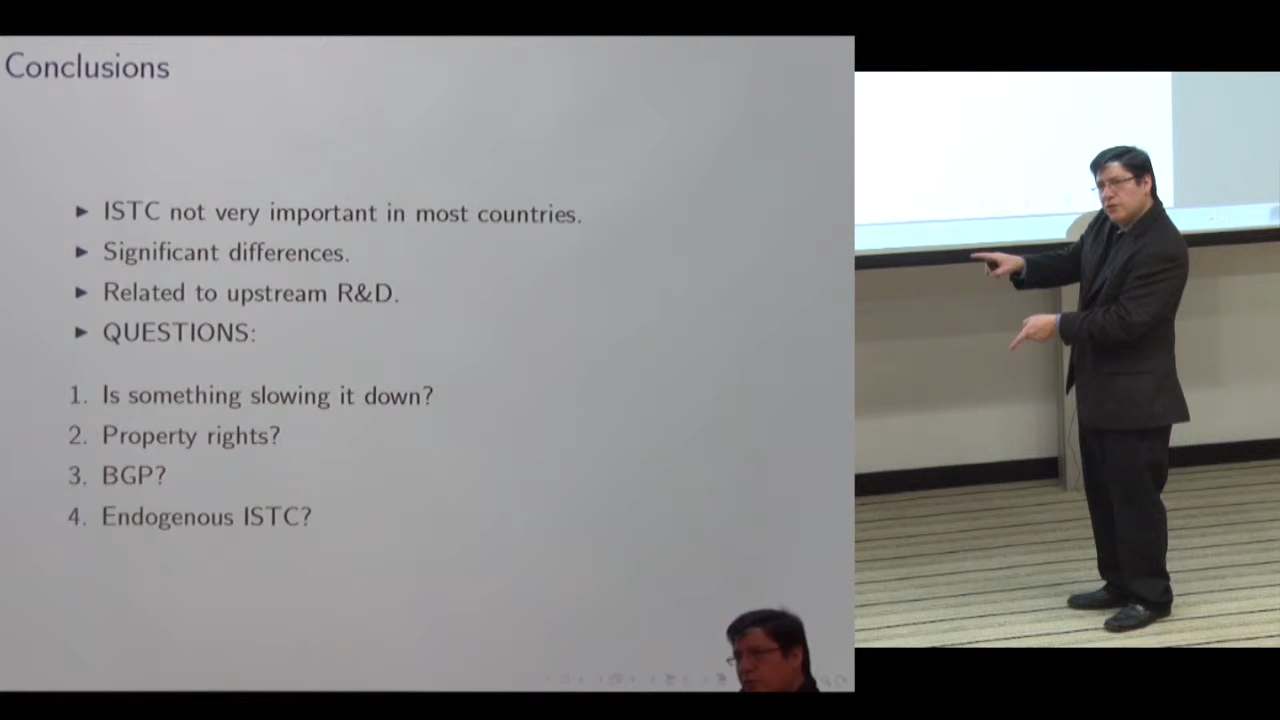 Conclusions
ISTC not very important in most countries.
Significant differences.
Related to upstream R&D.
QUESTIONS:
1. Is something slowing it down?
2. Property rights?
3. BGP?
4. Endogenous ISTC?